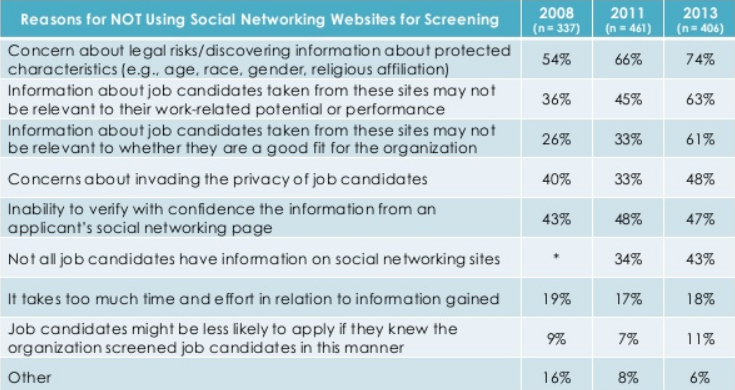 Reasons for NOT Using Social Networking Websites for Screening 2008 2011 2013
(n = 337) (n = 461) (n = 406)
Concern about legal risks/discovering information about protected
characteristics (e.g., age, race, gender, religious affiliation) 54% 66% 74%
Information about job candidates taken from these sites may not
be relevant to their work-related potential or performance 36% 45% 63%
Information about job candidates taken from these sites may not
be relevant to whether they are a good fit for the organization 26% 33% 61%
Concerns about invading the privacy of job candidates 40% 33% 48%
Inability to verify with confidence the information from an
applicant's social networking page 43% 48% 47%
Not all job candidates have information on social networking sites * 34% 43%
It takes too much time and effort in relation to information gained 19% 17% 18%
Job candidates might be less likely to apply if they knew the
organization screened job candidates in this manner 9% 7% 11%
Other 16% 8% 6%